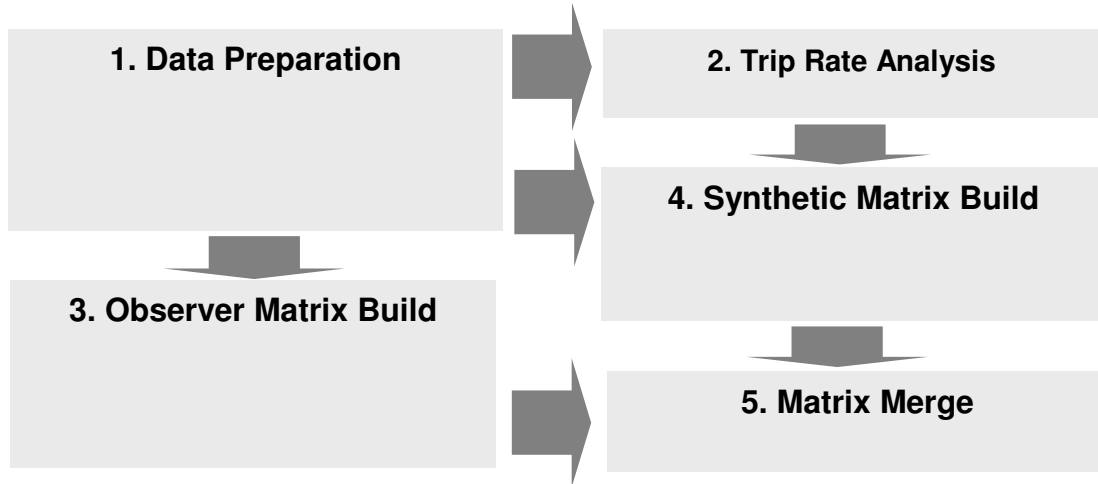 1. Data Preparation
2. Trip Rate Analysis
4. Synthetic Matrix Build
3. Observer Matrix Build
5. Matrix Merge